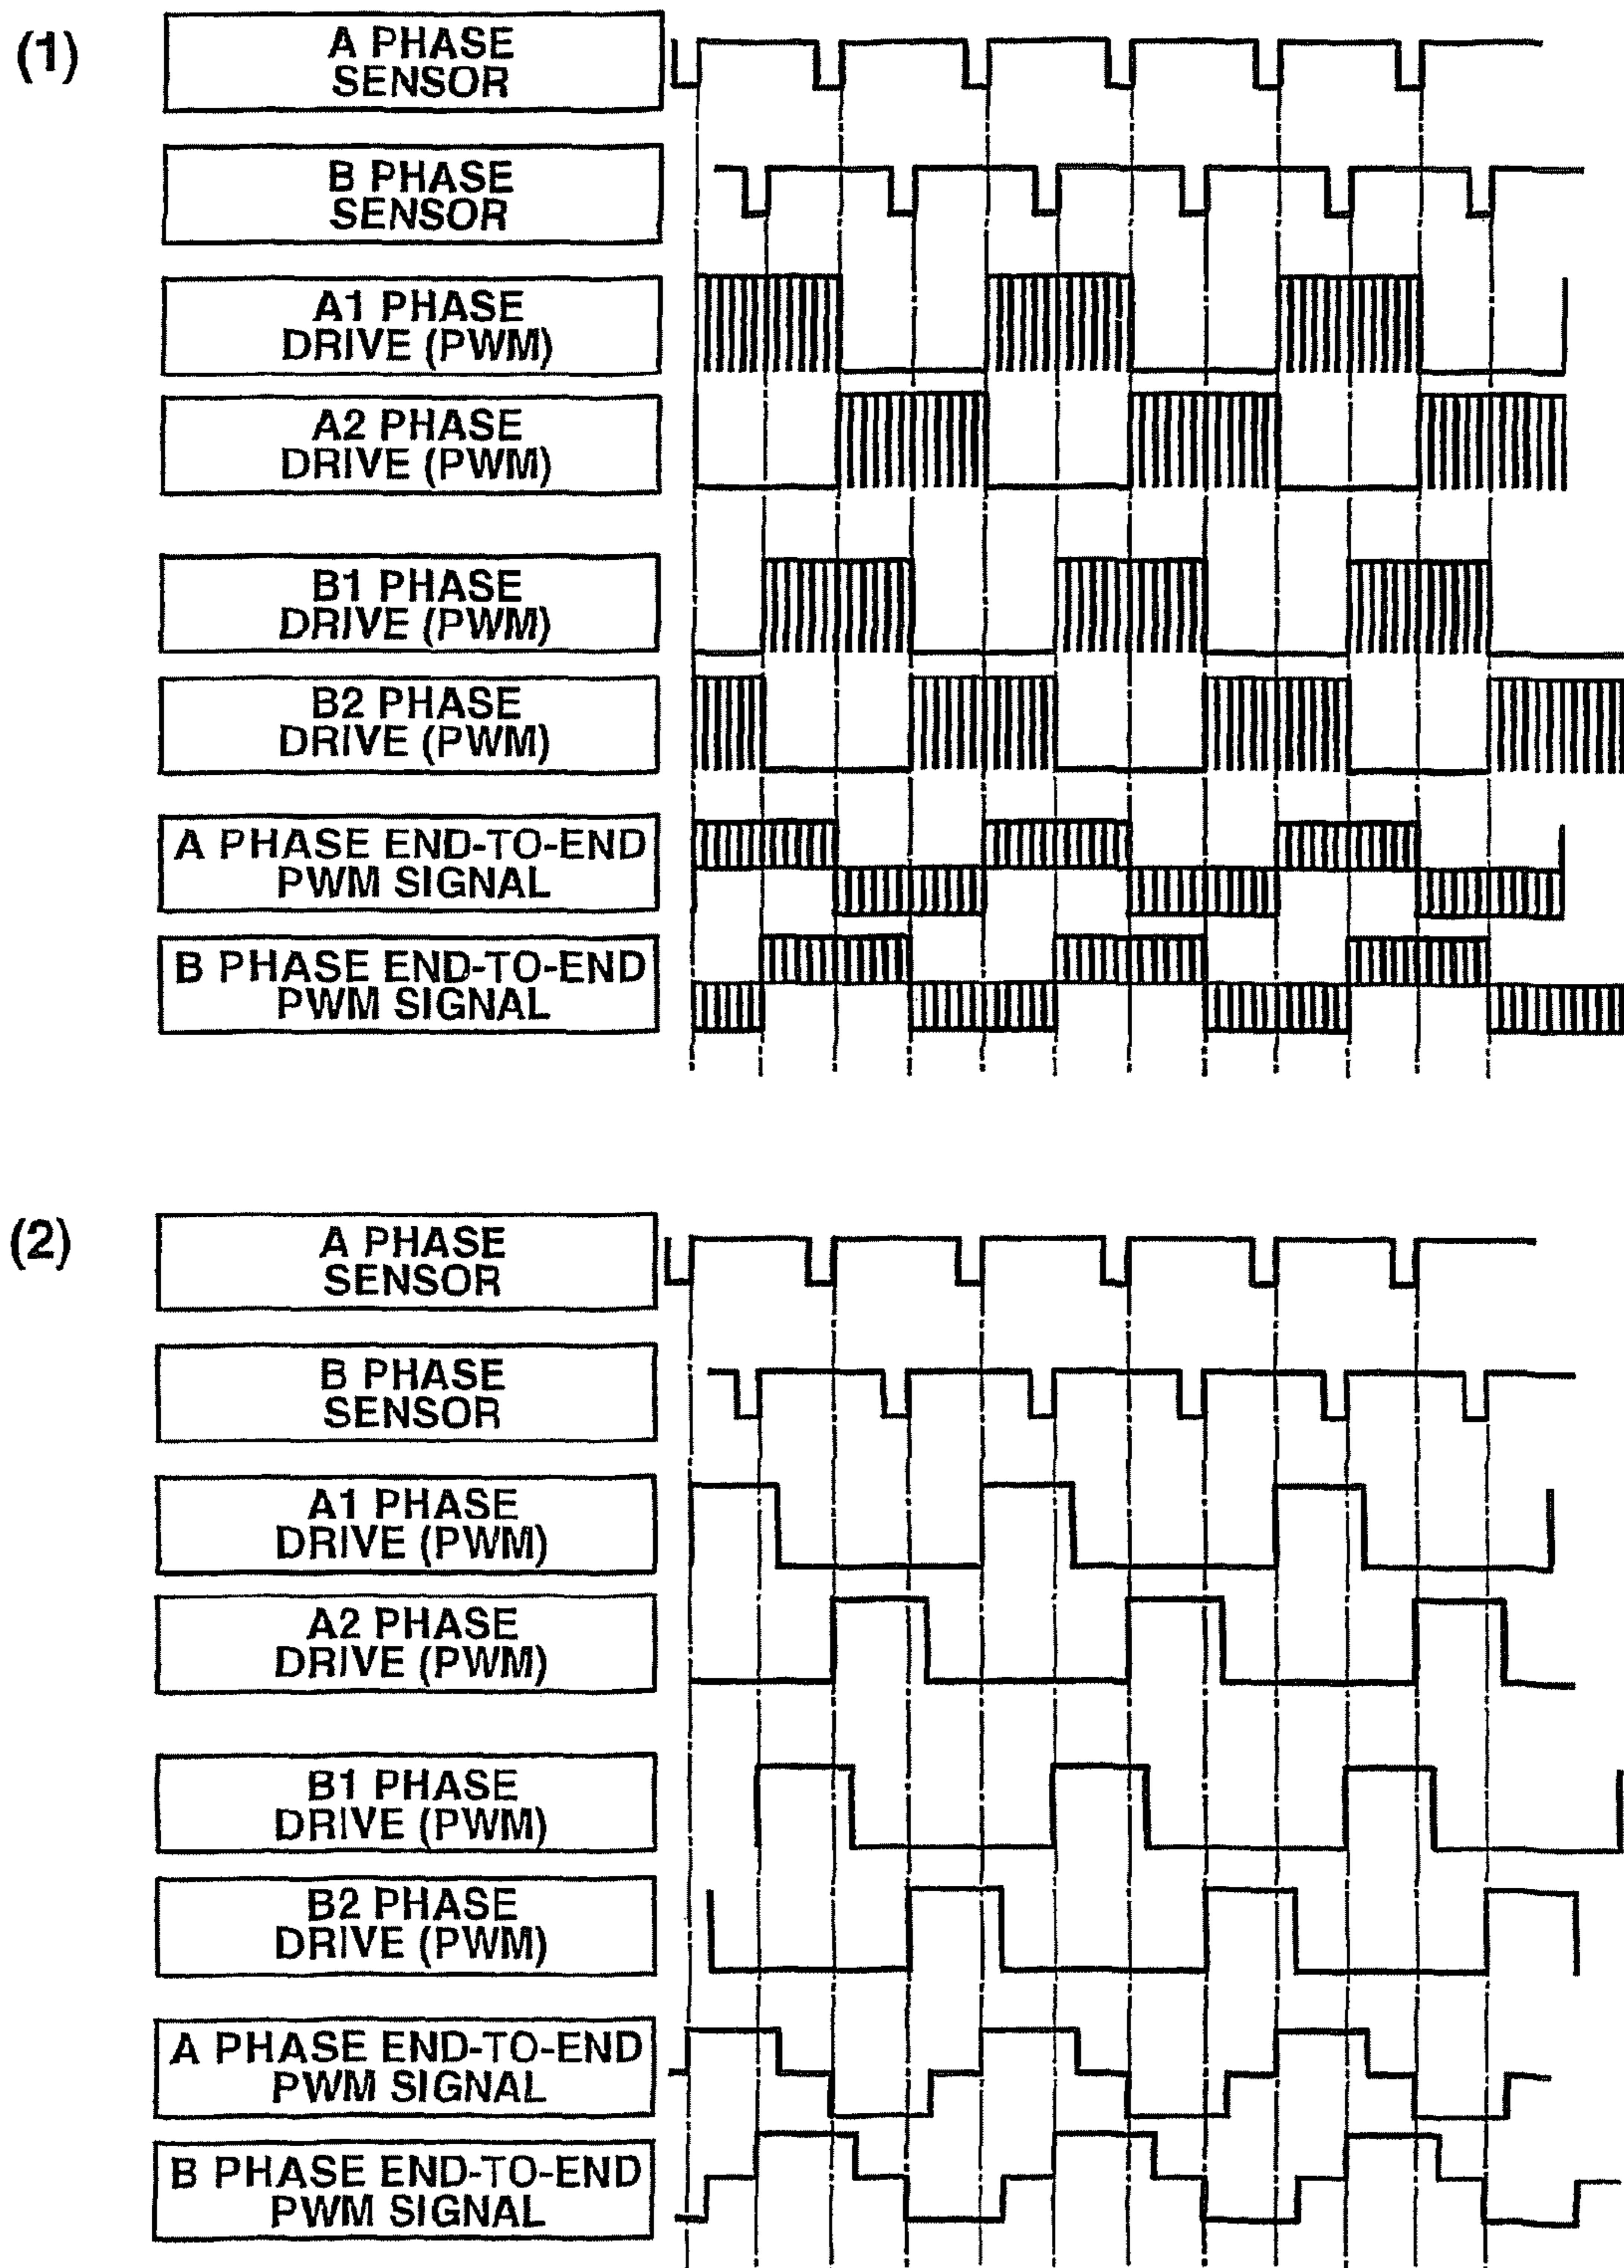 (1)
A PHASE
SENSOR
B PHASE
SENSOR
A1 PHASE
DRIVE (PWM)
A2 PHASE
DRIVE (PWM)
B1 PHASE
DRIVE (PWM)
B2 PHASE
DRIVE (PWM)
A PHASE END-TO-END
PWM SIGNAL
B PHASE END-TO-END
PWM SIGNAL
(2)
A PHASE
SENSOR
B PHASE
SENSOR
A1 PHASE
DRIVE (PWM)
A2 PHASE
DRIVE (PWM)
B1 PHASE
DRIVE (PWM)
B2 PHASE
DRIVE (PWM)
A PHASE END-TO-END
PWM SIGNAL
B PHASE END-TO-END
PWM SIGNAL